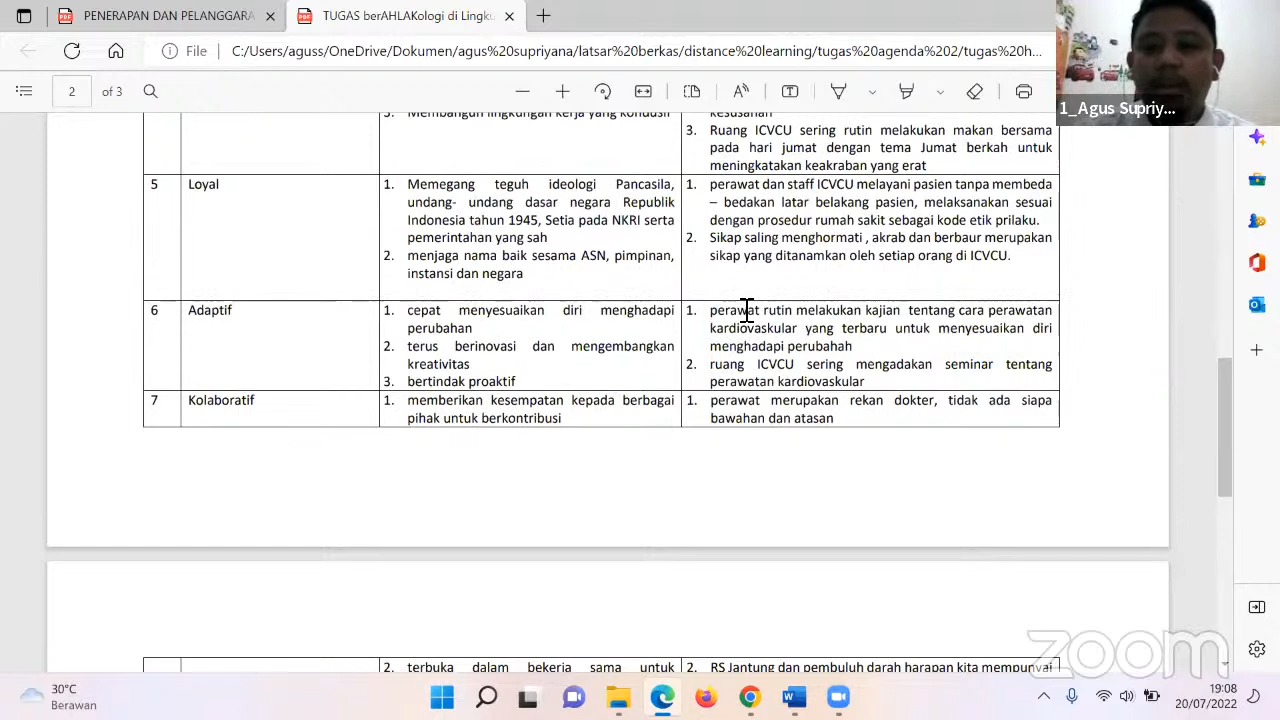 PENERAPAN DAN PELANGGARA
TUGAS berAHLAKologi di Lingku
File
C:/Users/aguss/OneDrive/Dokumen/agus%20supriyana/latsar%20berkas/distance%20learning/tugas%20agenda%202/tugas%20h...
1_Agus Supriy...
2 of 3
3. Membangun lingkungan kerja yang kondusif
kesusahan
3. Ruang ICVCU sering rutin melakukan makan bersama
pada hari jumat dengan tema Jumat berkah untuk
meningkatakan keakraban yang erat
5 Loyal
1. Memegang teguh ideologi Pancasila,
undang- undang dasar negara Republik
Indonesia tahun 1945, Setia pada NKRI serta
pemerintahan yang sah
2. menjaga nama baik sesama ASN, pimpinan,
instansi dan negara
1. perawat dan staff ICVCU melayani pasien tanpa membeda
– bedakan latar belakang pasien, melaksanakan sesuai
dengan prosedur rumah sakit sebagai kode etik prilaku.
2. Sikap saling menghormati , akrab dan berbaur merupakan
sikap yang ditanamkan oleh setiap orang di ICVCU.
6 Adaptif
1. cepat menyesuaikan diri menghadapi
perubahan
2. terus berinovasi dan mengembangkan
kreativitas
3. bertindak proaktif
1. perawat rutin melakukan kajian tentang cara perawatan
kardiovaskular yang terbaru untuk menyesuaikan diri
menghadapi perubahah
2. ruang ICVCU sering mengadakan seminar tentang
perawatan kardiovaskular
7 Kolaboratif
1. memberikan kesempatan kepada berbagai
pihak untuk berkontribusi
1. perawat merupakan rekan dokter, tidak ada siapa
bawahan dan atasan
2. terbuka dalam bekerja sama untuk
2. RS Jantung dan pembuluh darah harapan kita mempunyai
zoom
30°C
Berawan
19:08
20/07/2022